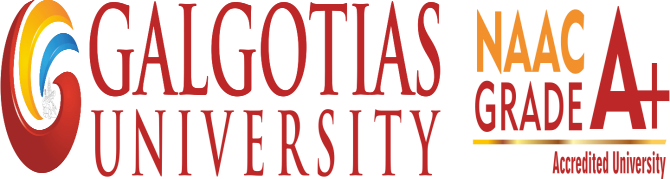 GALGOTIAS
UNIVERSITY
NAAC
GRADE A+
Accredited University